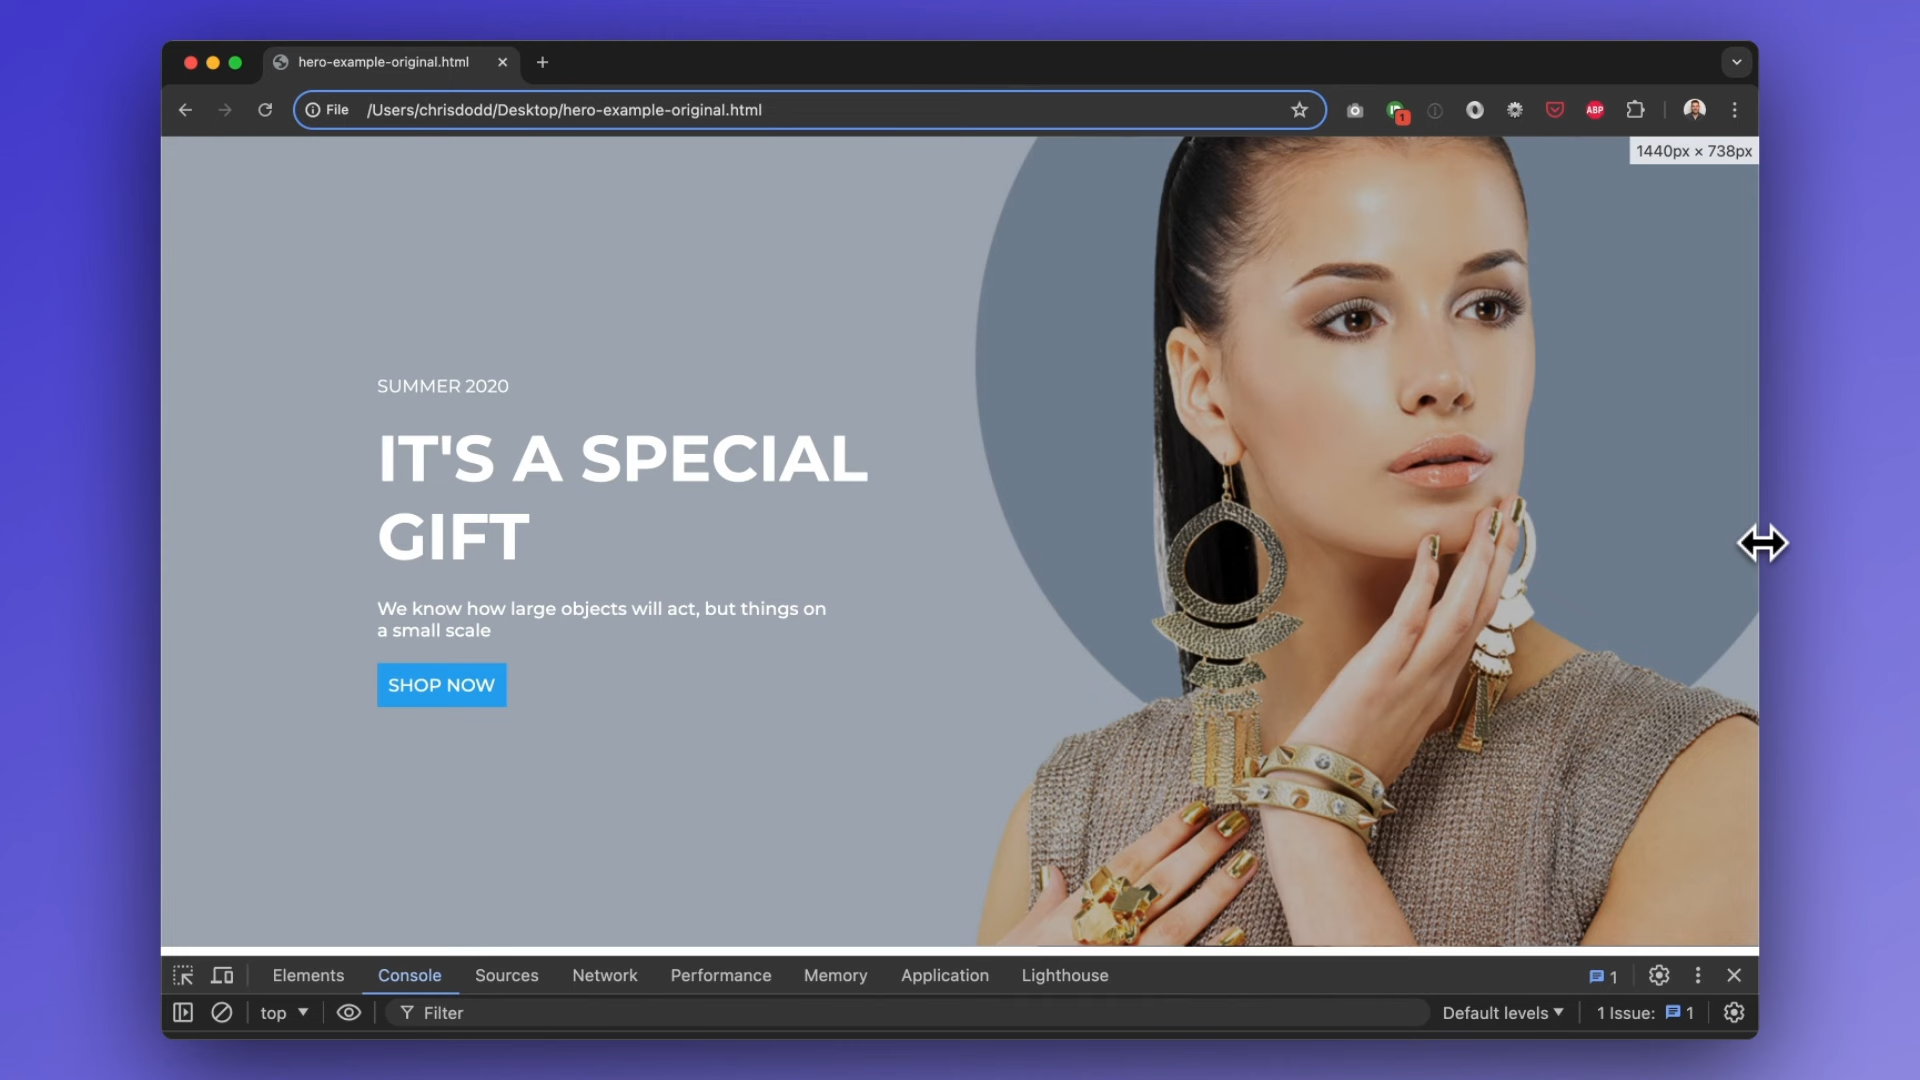 hero-example-original.html
File /Users/chrisdodd/Desktop/hero-example-original.html
1
ABP
1440px × 738px
SUMMER 2020
IT'S A SPECIAL
GIFT
We know how large objects will act, but things on
a small scale
SHOP NOW
Elements Console Sources Network Performance Memory Application Lighthouse 1
top Filter Default levels 1 Issue: 1